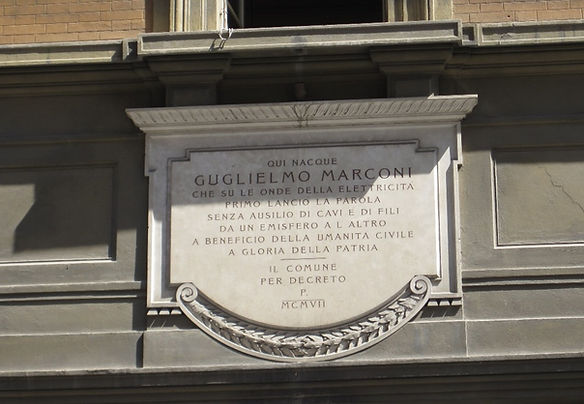 QUI NACQUE
GUGLIELMO MARCONI
CHE SU LE ONDE DELLA ELETTRICITÀ
PRIMO LANCIÒ LA PAROLA
SENZA AUSILIO DI CAVI E DI FILI
DA UN EMISFERO A L ALTRO
A BENEFICIO DELLA UMANITÀ CIVILE
A GLORIA DELLA PATRIA
IL COMUNE
PER DECRETO
P.
MCMVII